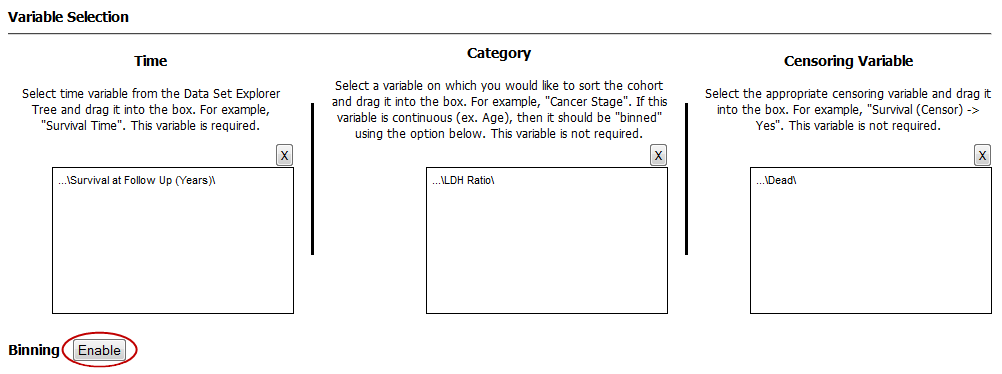 Variable Selection
Time
Select time variable from the Data Set Explorer
Tree and drag it into the box. For example,
"Survival Time". This variable is required.
X
...\Survival at Follow Up (Years)\
Category
Select a variable on which you would like to sort the cohort
and drag it into the box. For example, "Cancer Stage". If this
variable is continuous (ex. Age), then it should be "binned"
using the option below. This variable is not required.
X
...\LDH Ratio\
Censoring Variable
Select the appropriate censoring variable and drag it
into the box. For example, "Survival (Censor) ->
Yes". This variable is not required.
X
...\Dead\
Binning Enable